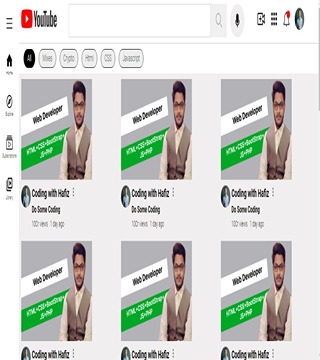 YouTube
All
Mixes
Crypto
Html
CSS
Javascript
Home
Explore
Subscriptions
Library
Web Developer
HTML+CSS+BootStrap+
JS+PHP
Web Developer
HTML+CSS+BootStrap+
JS+PHP
Web Developer
HTML+CSS+BootStrap+
JS+PHP
Coding with Hafiz
Do Some Coding
100+ views 1 day ago
Coding with Hafiz
Do Some Coding
100+ views 1 day ago
Coding with Hafiz
Do Some Coding
100+ views 1 day ago
Web Developer
HTML+CSS+BootStrap+
JS+PHP
Web Developer
HTML+CSS+BootStrap+
JS+PHP
Web Developer
HTML+CSS+BootStrap+
JS+PHP
Coding with Hafiz
Coding with Hafiz
Coding with Hafiz